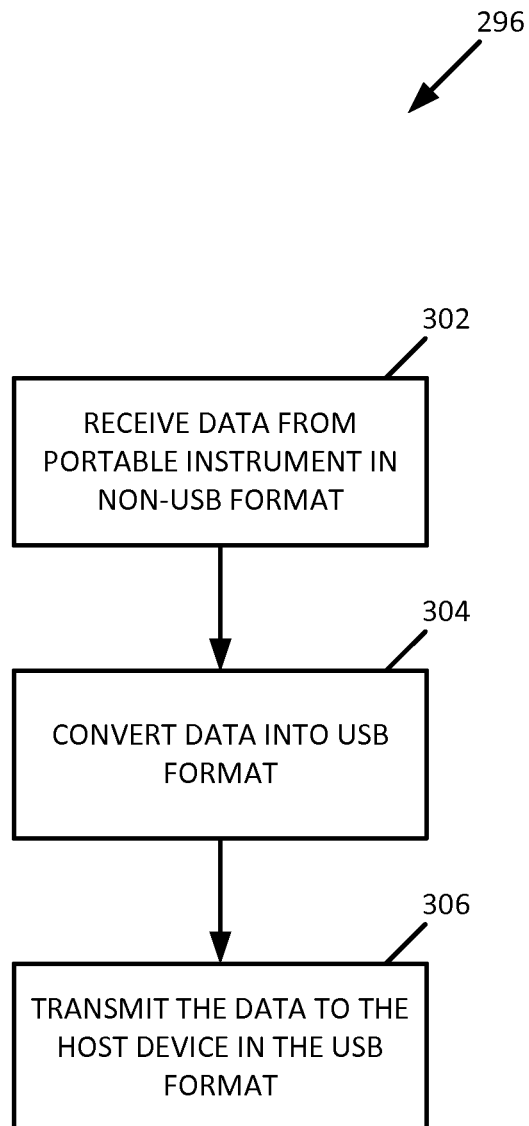 296
302
RECEIVE DATA FROM
PORTABLE INSTRUMENT IN
NON-USB FORMAT
304
CONVERT DATA INTO USB
FORMAT
306
TRANSMIT THE DATA TO THE
HOST DEVICE IN THE USB
FORMAT